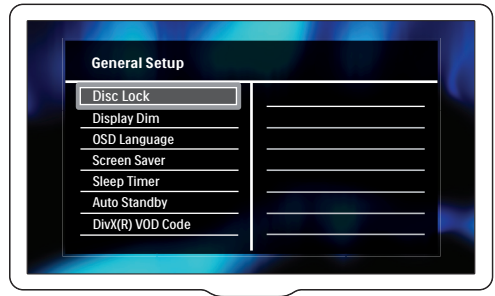 General Setup
Disc Lock
Display Dim
OSD Language
Screen Saver
Sleep Timer
Auto Standby
DivX(R) VOD Code